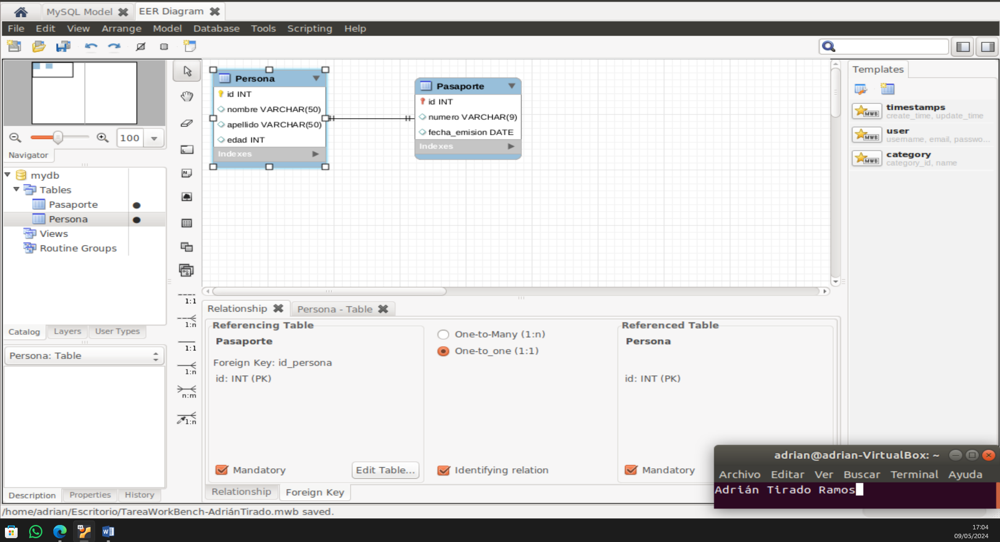 MySQL Model
EER Diagram
File Edit View Arrange Model Database Tools Scripting Help
100
Navigator
mydb
Tables
Pasaporte
Persona
Views
Routine Groups
Catalog Layers User Types
Persona: Table
Description Properties History
1:1
1:n
1:1
1:n
n:m
1:n
Persona
id INT
nombre VARCHAR(50)
apellido VARCHAR(50)
edad INT
Indexes
Pasaporte
id INT
numero VARCHAR(9)
fecha_emision DATE
Indexes
Templates
timestamps
create_time, update_time
user
username, email, passwo...
category
category_id, name
Relationship
Persona - Table
Referencing Table
Pasaporte
Foreign Key: id_persona
id: INT (PK)
Mandatory
Edit Table...
One-to-Many (1:n)
One-to_one (1:1)
Identifying relation
Referenced Table
Persona
id: INT (PK)
Mandatory
Relationship Foreign Key
adrian@adrian-VirtualBox: ~
Archivo Editar Ver Buscar Terminal Ayuda
Adrián Tirado Ramos
/home/adrian/Escritorio/TareaWorkBench-AdriánTirado.mwb saved.
17:04
09/05/2024